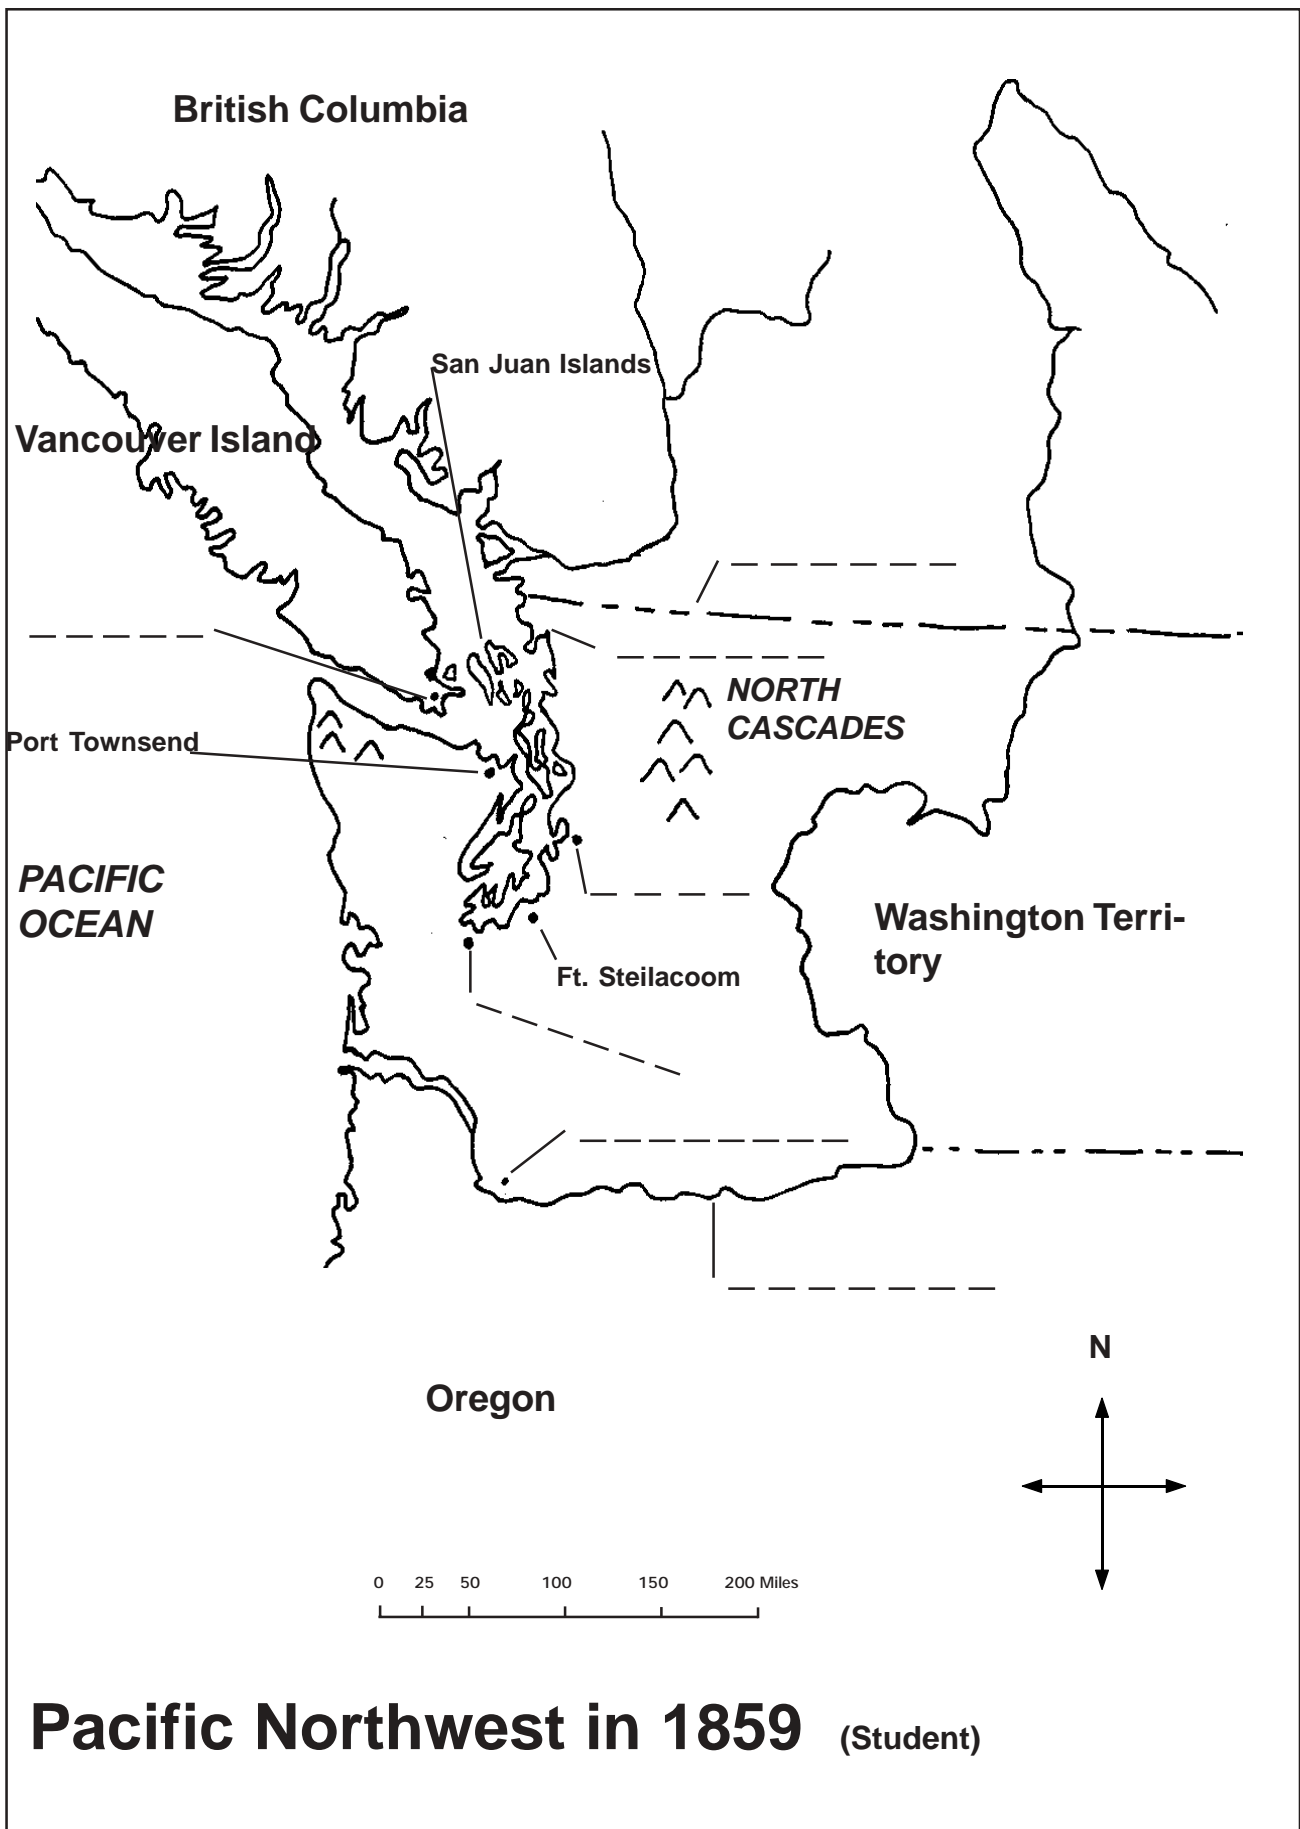 British Columbia
San Juan Islands
Vancouver Island
NORTH
CASCADES
Port Townsend
PACIFIC
OCEAN
Washington Terri-
tory
Ft. Steilacoom
N
Oregon
0 25 50 100 150 200 Miles
Pacific Northwest in 1859 (Student)